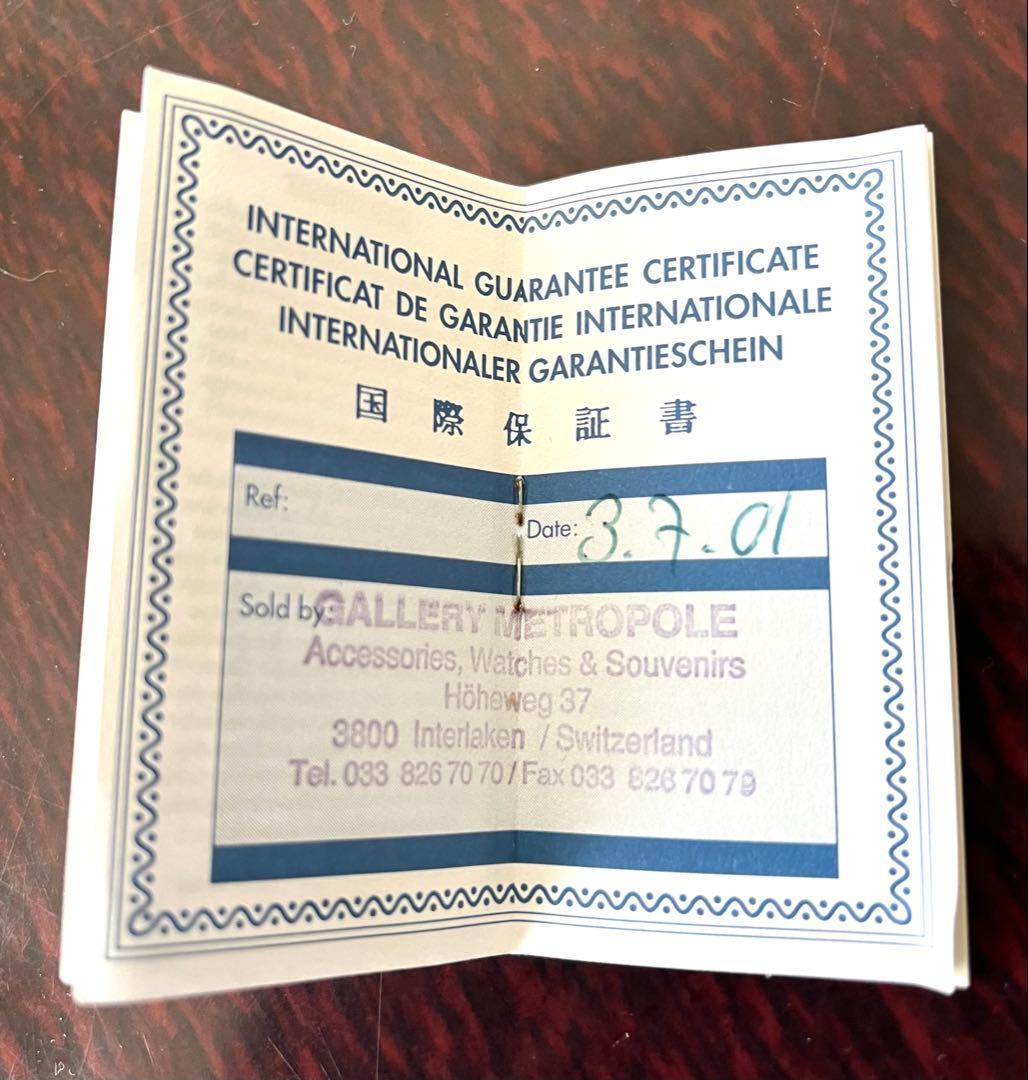 INTERNATIONAL GUARANTEE CERTIFICATE
CERTIFICAT DE GARANTIE INTERNATIONALE
INTERNATIONALER GARANTIESCHEIN
国際保証書
Ref:
Date: 3.7.01
Sold by: GALLERY METROPOLE
Accessories, Watches & Souvenirs
Höheweg 37
3800 Interlaken / Switzerland
Tel. 033 826 70 70 / Fax 033 826 70 79